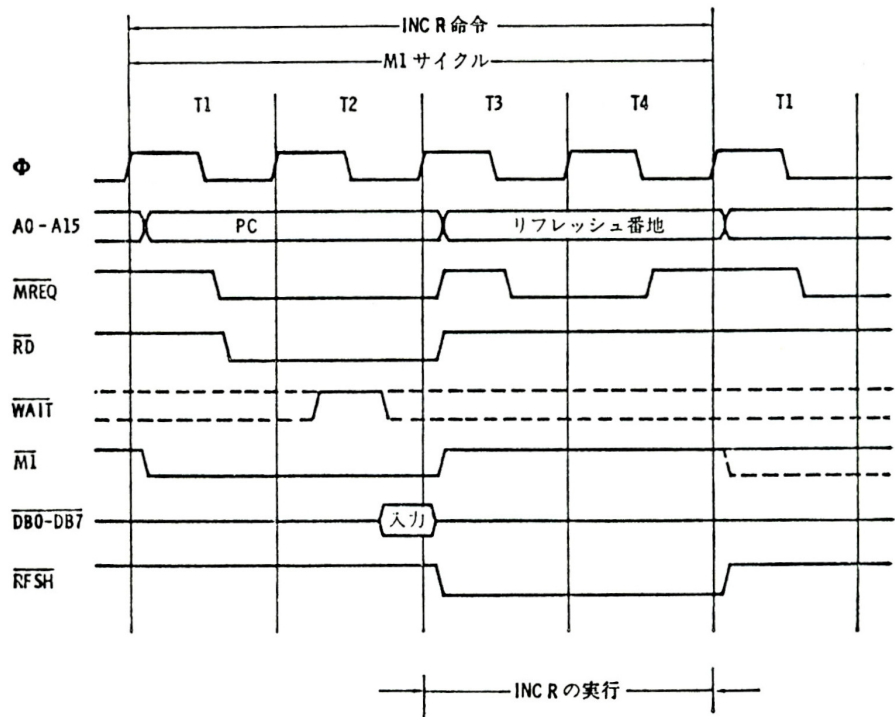 INC R 命令
M1 サイクル
T1 T2 T3 T4 T1
Φ
A0-A15 PC リフレッシュ番地
MREQ
RD
WAIT
M1
DB0-DB7 入力
RFSH
INC R の実行